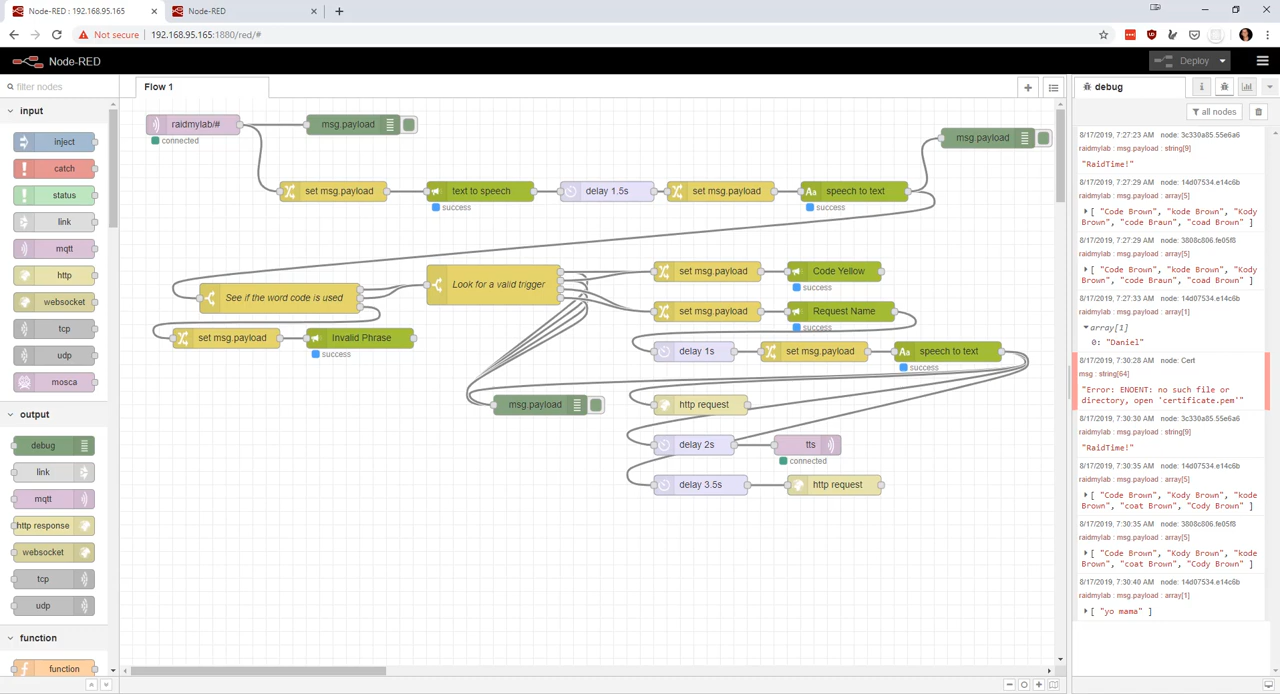 Node-RED : 192.168.95.165
Node-RED
Not secure
192.168.95.165:1880/red/#
Node-RED
Deploy
filter nodes
input
inject
catch
status
link
mqtt
http
websocket
tcp
udp
mosca
output
debug
link
mqtt
http response
websocket
tcp
udp
function
function
Flow 1
raidmylab/#
connected
msg.payload
msg.payload
set msg.payload
text to speech
success
delay 1.5s
set msg.payload
speech to text
success
See if the word code is used
Look for a valid trigger
set msg.payload
Code Yellow
success
set msg.payload
Request Name
success
set msg.payload
Invalid Phrase
success
delay 1s
set msg.payload
speech to text
success
msg.payload
http request
delay 2s
tts
connected
delay 3.5s
http request
debug
all nodes
8/17/2019, 7:27:23 AM node: 3c330a85.55e6a6
raidmylab : msg.payload : string[9]
"RaidTime!"
8/17/2019, 7:27:29 AM node: 14d07534.e14c6b
raidmylab : msg.payload : array[5]
[ "Code Brown", "kode Brown", "Kody
Brown", "code Braun", "coad Brown" ]
8/17/2019, 7:27:29 AM node: 3808c806.fe05f8
raidmylab : msg.payload : array[5]
[ "Code Brown", "kode Brown", "Kody
Brown", "code Braun", "coad Brown" ]
8/17/2019, 7:27:33 AM node: 14d07534.e14c6b
raidmylab : msg.payload : array[1]
array[1]
0: "Daniel"
8/17/2019, 7:30:28 AM node: Cert
msg : string[64]
"Error: ENOENT: no such file or
directory, open 'certificate.pem'"
8/17/2019, 7:30:30 AM node: 3c330a85.55e6a6
raidmylab : msg.payload : string[9]
"RaidTime!"
8/17/2019, 7:30:35 AM node: 14d07534.e14c6b
raidmylab : msg.payload : array[5]
[ "Code Brown", "Kody Brown", "kode
Brown", "coat Brown", "Cody Brown" ]
8/17/2019, 7:30:35 AM node: 3808c806.fe05f8
raidmylab : msg.payload : array[5]
[ "Code Brown", "Kody Brown", "kode
Brown", "coat Brown", "Cody Brown" ]
8/17/2019, 7:30:40 AM node: 14d07534.e14c6b
raidmylab : msg.payload : array[1]
[ "yo mama" ]